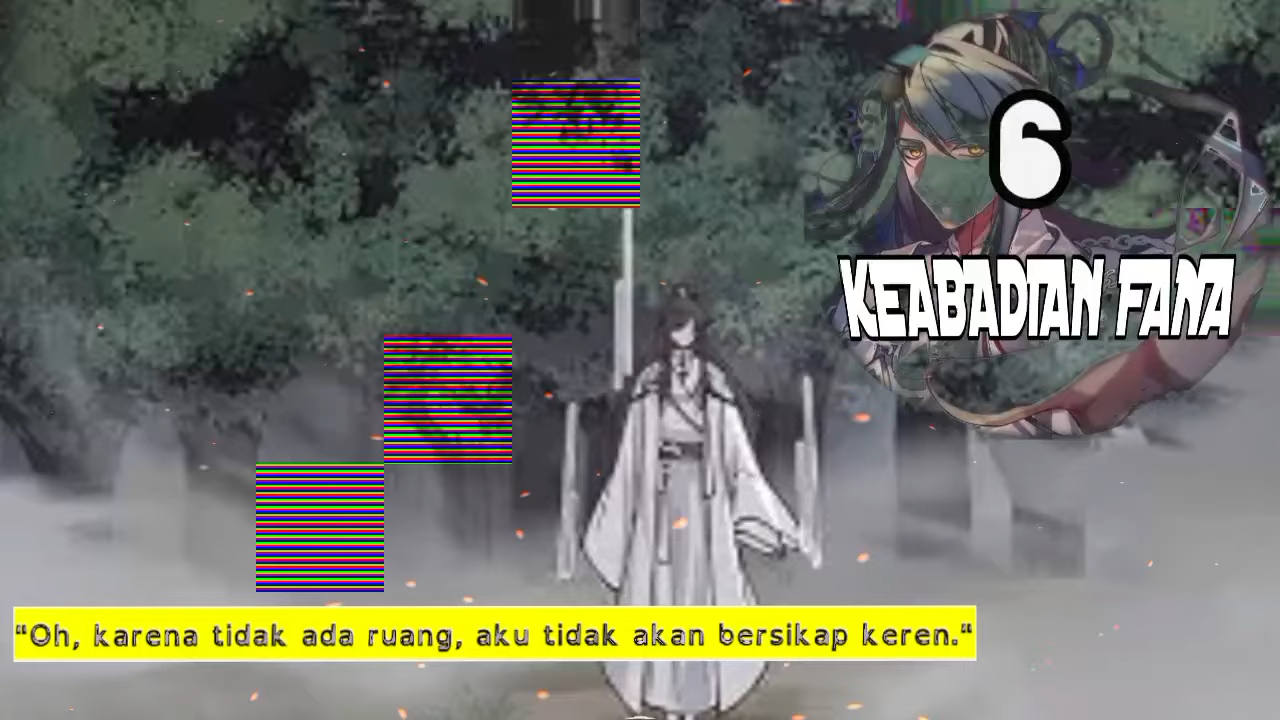 6
KEABADIAN FANA
“Oh, karena tidak ada ruang, aku tidak akan bersikap keren.“